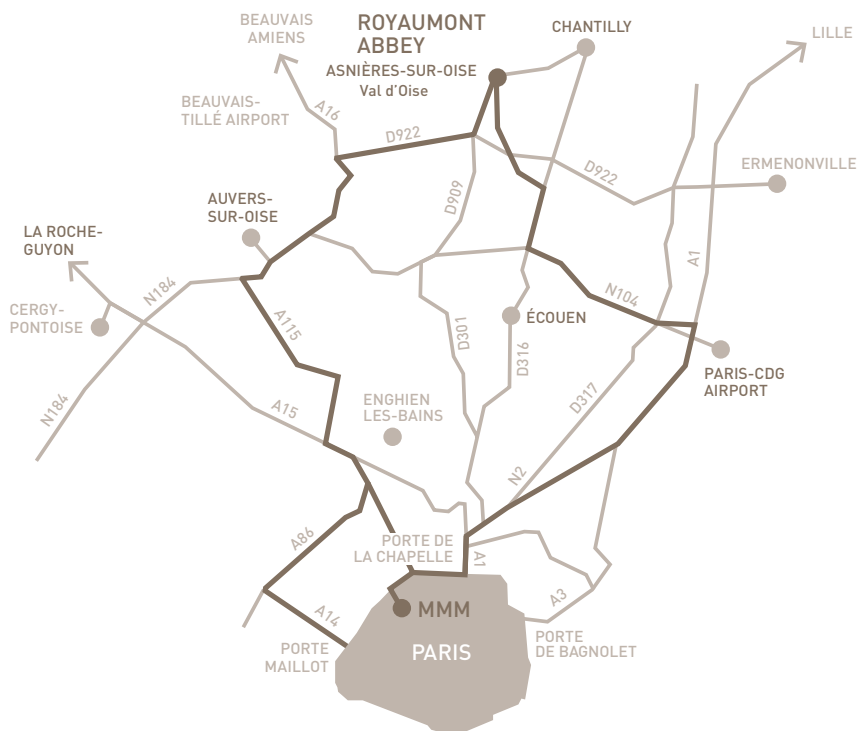 BEAUVAIS
AMIENS
ROYAUMONT
ABBEY
ASNIÈRES-SUR-OISE
Val d'Oise
CHANTILLY
LILLE
BEAUVAIS-
TILLÉ AIRPORT
A16
D922
D922
ERMENONVILLE
D909
AUVERS-
SUR-OISE
LA ROCHE-
GUYON
A1
N184
N104
CERGY-
PONTOISE
A115
D301
D316
ÉCOUEN
PARIS-CDG
AIRPORT
N184
A15
ENGHIEN
LES-BAINS
D317
N2
A86
PORTE DE
LA CHAPELLE
A1
A3
A14
MMM
PORTE
MAILLOT
PARIS
PORTE
DE BAGNOLET